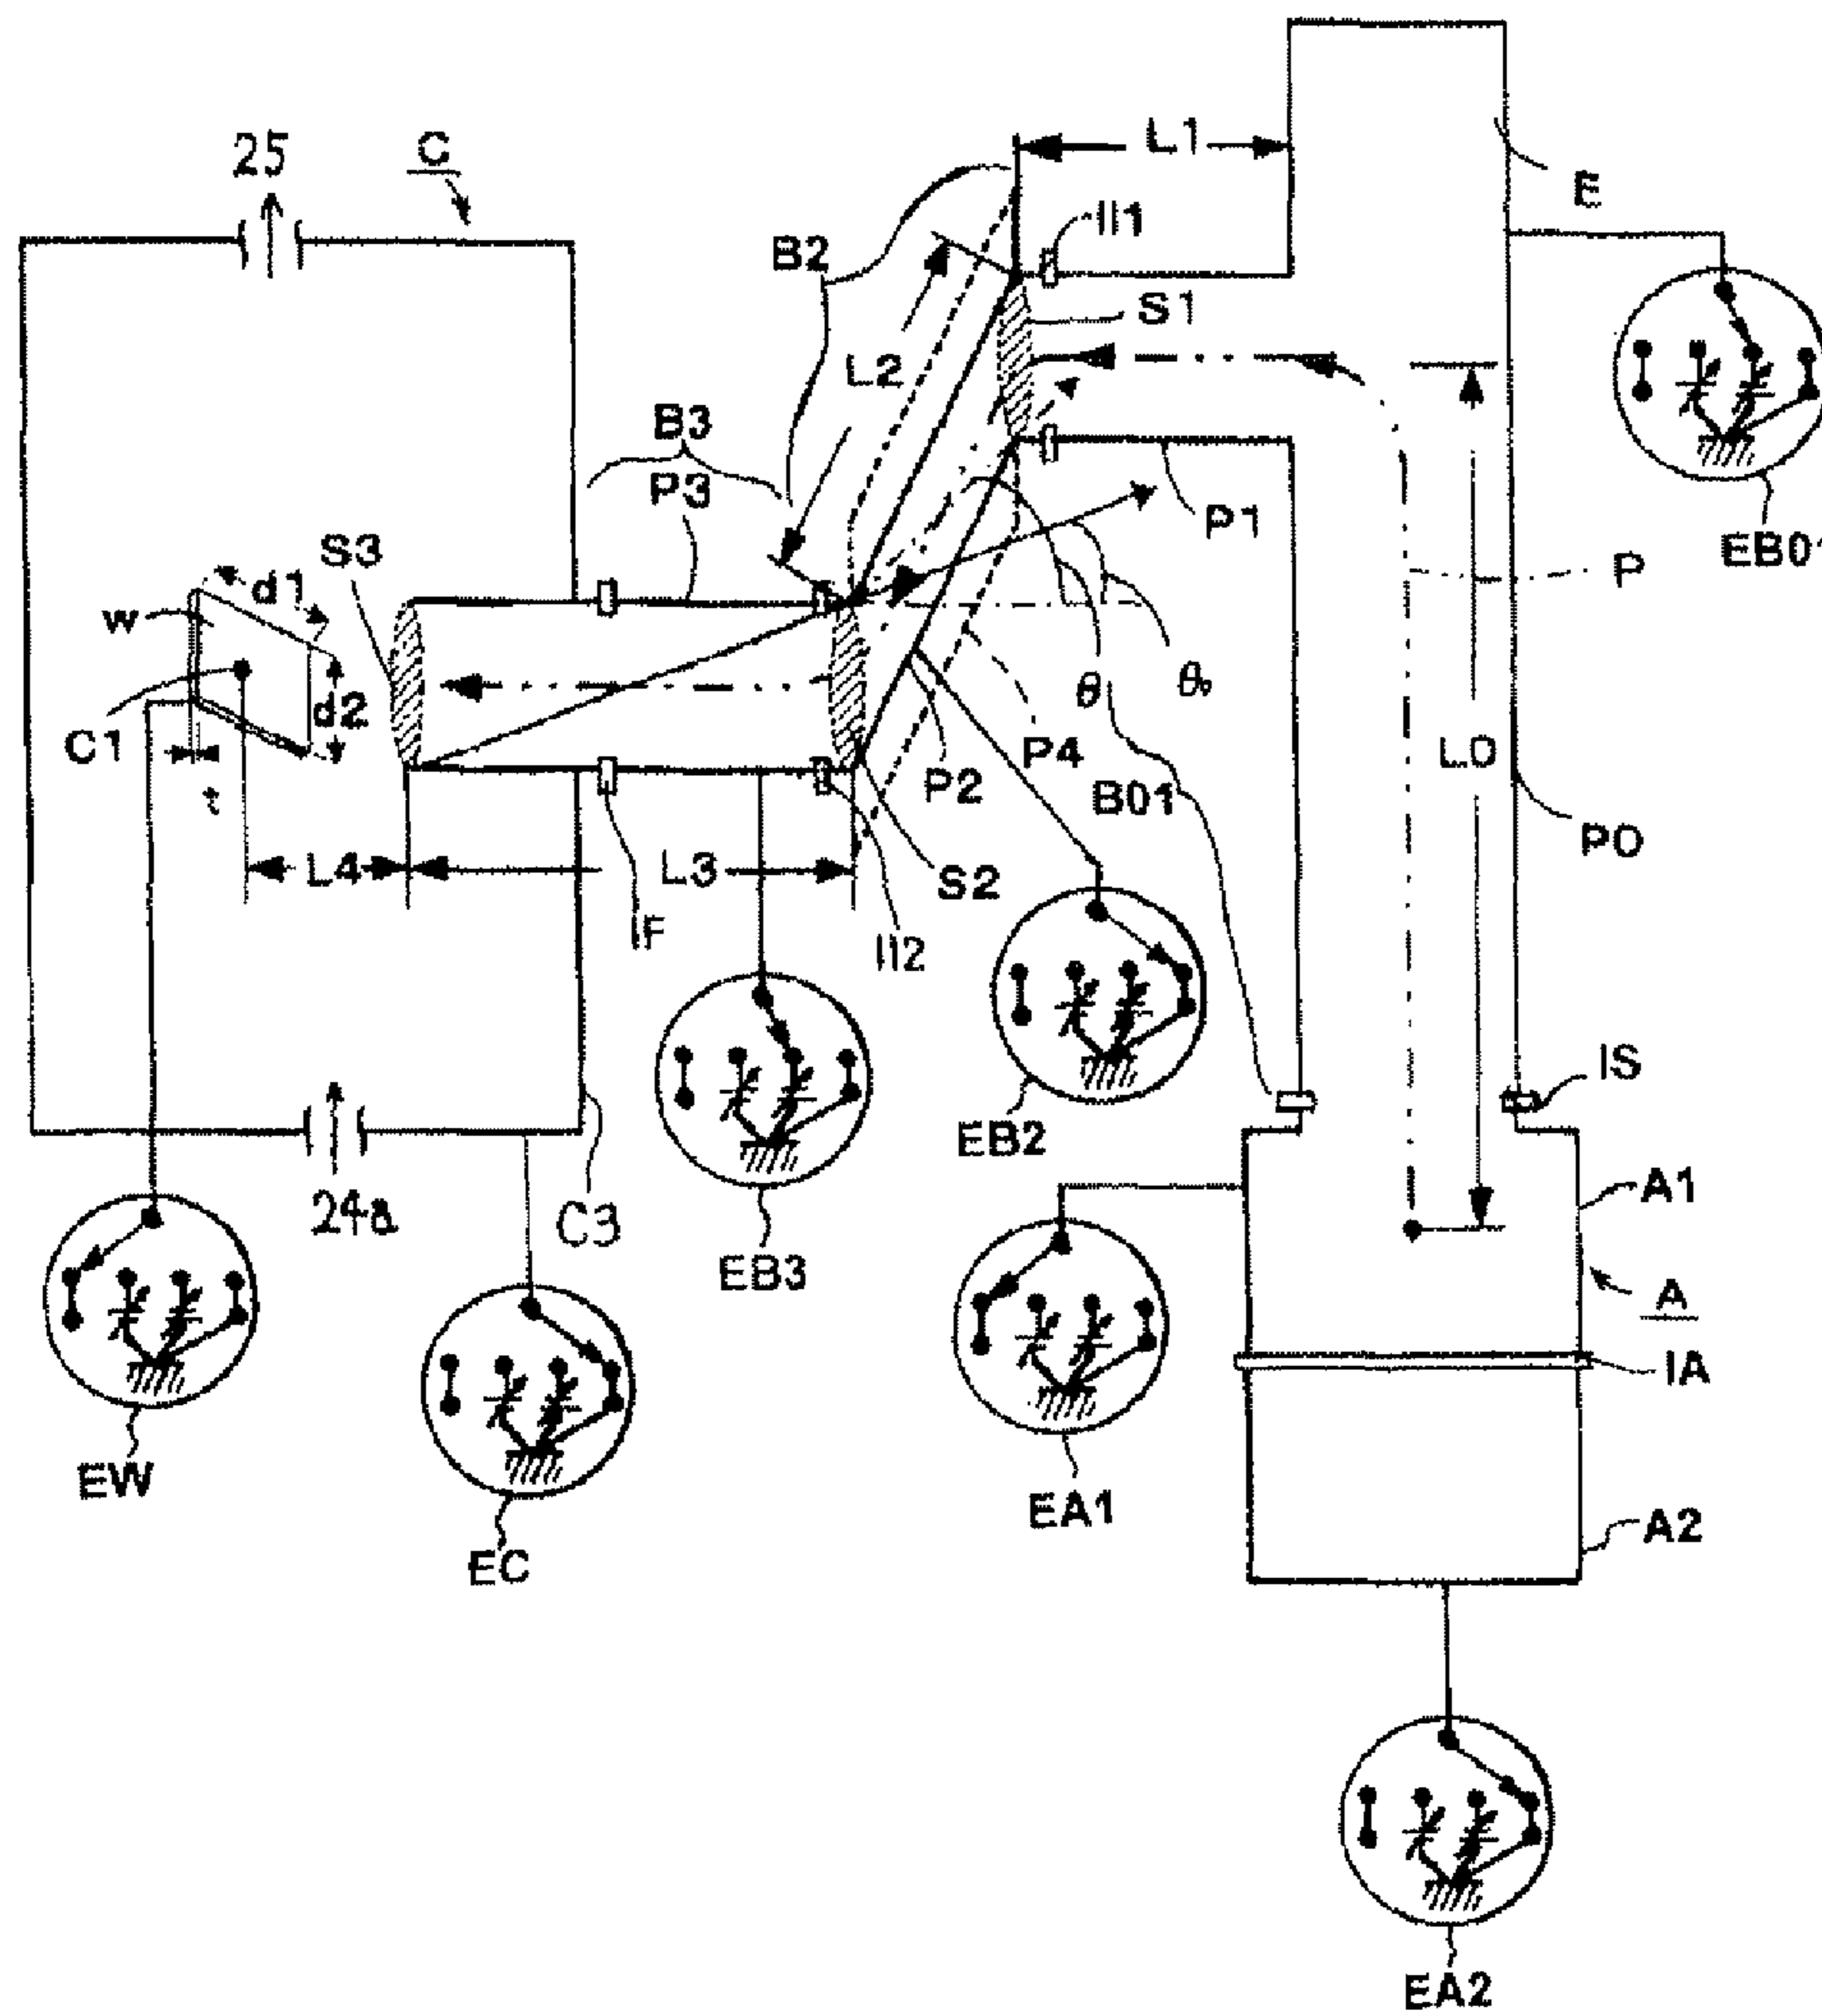 25
C
L1
E
II1
B2
S1
L2
B3
P3
P1
EB01
S3
d1
P
w
θ
θ₀
d2
C1
L0
P4
P2
t
B01
P0
L4
L3
S2
IF
II2
IS
EB2
A1
24a
C3
EB3
A
IA
EW
EA1
A2
EC
EA2